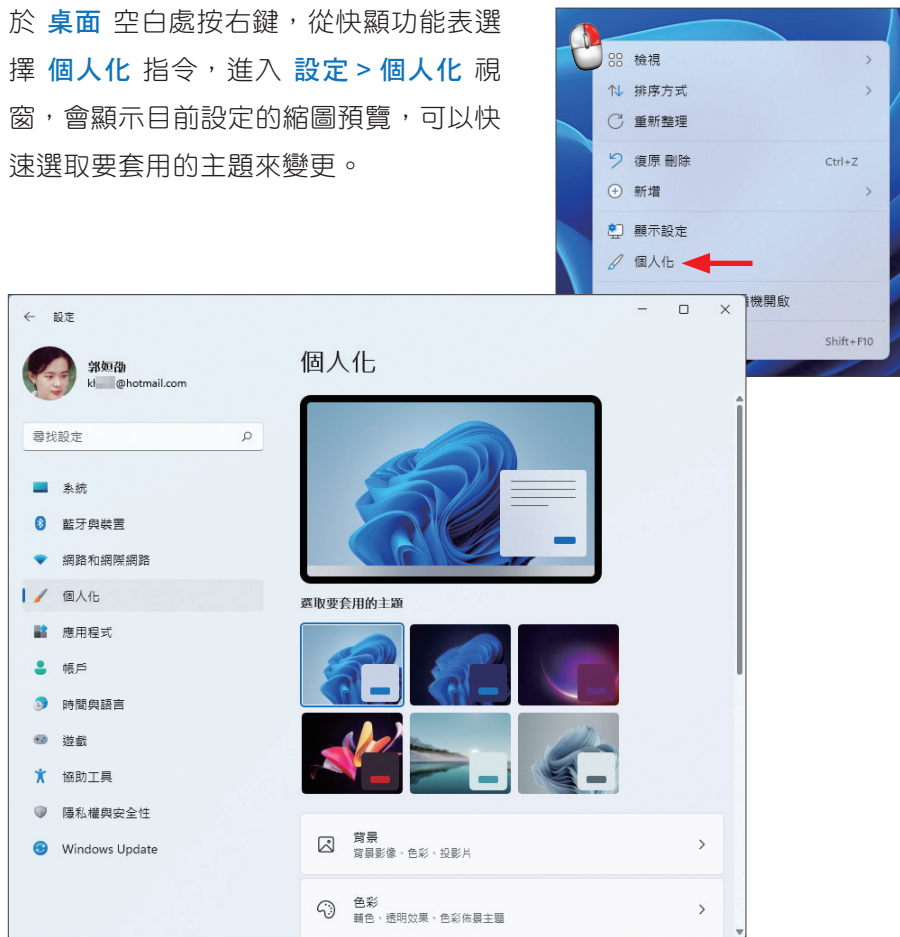 於 桌面 空白處按右鍵，從快顯功能表選
擇 個人化 指令，進入 設定 > 個人化 視
窗，會顯示目前設定的縮圖預覽，可以快
速選取要套用的主題來變更。
檢視
排序方式
重新整理
復原 刪除 Ctrl+Z
新增
顯示設定
個人化
機開啟
Shift+F10
設定
郭姮劭
kl @hotmail.com
尋找設定
系統
藍牙與裝置
網路和網際網路
個人化
應用程式
帳戶
時間與語言
遊戲
協助工具
隱私權與安全性
Windows Update
個人化
選取要套用的主題
背景
背景影像、色彩、投影片
色彩
輔色、透明效果、色彩佈景主題